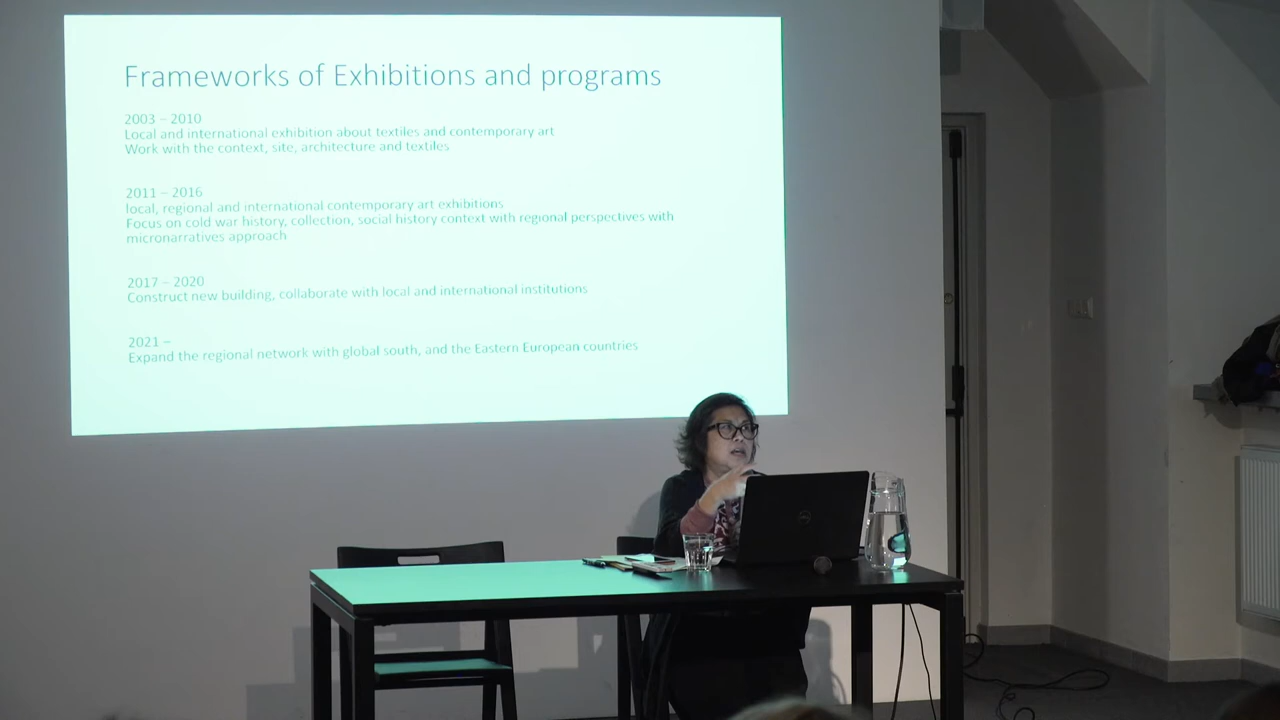 Frameworks of Exhibitions and programs
2003 – 2010
Local and international exhibition about textiles and contemporary art
Work with the context, site, architecture and textiles
2011 – 2016
local, regional and international contemporary art exhibitions
Focus on cold war history, collection, social history context with regional perspectives with
micronarratives approach
2017 – 2020
Construct new building, collaborate with local and international institutions
2021 –
Expand the regional network with global south, and the Eastern European countries